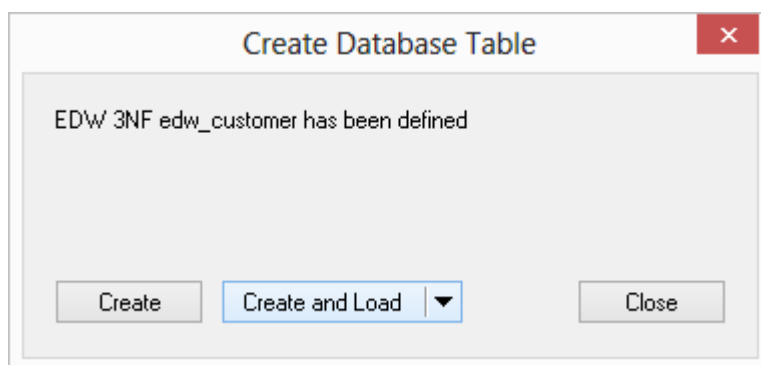 Create Database Table
EDW 3NF edw_customer has been defined
Create
Create and Load
Close